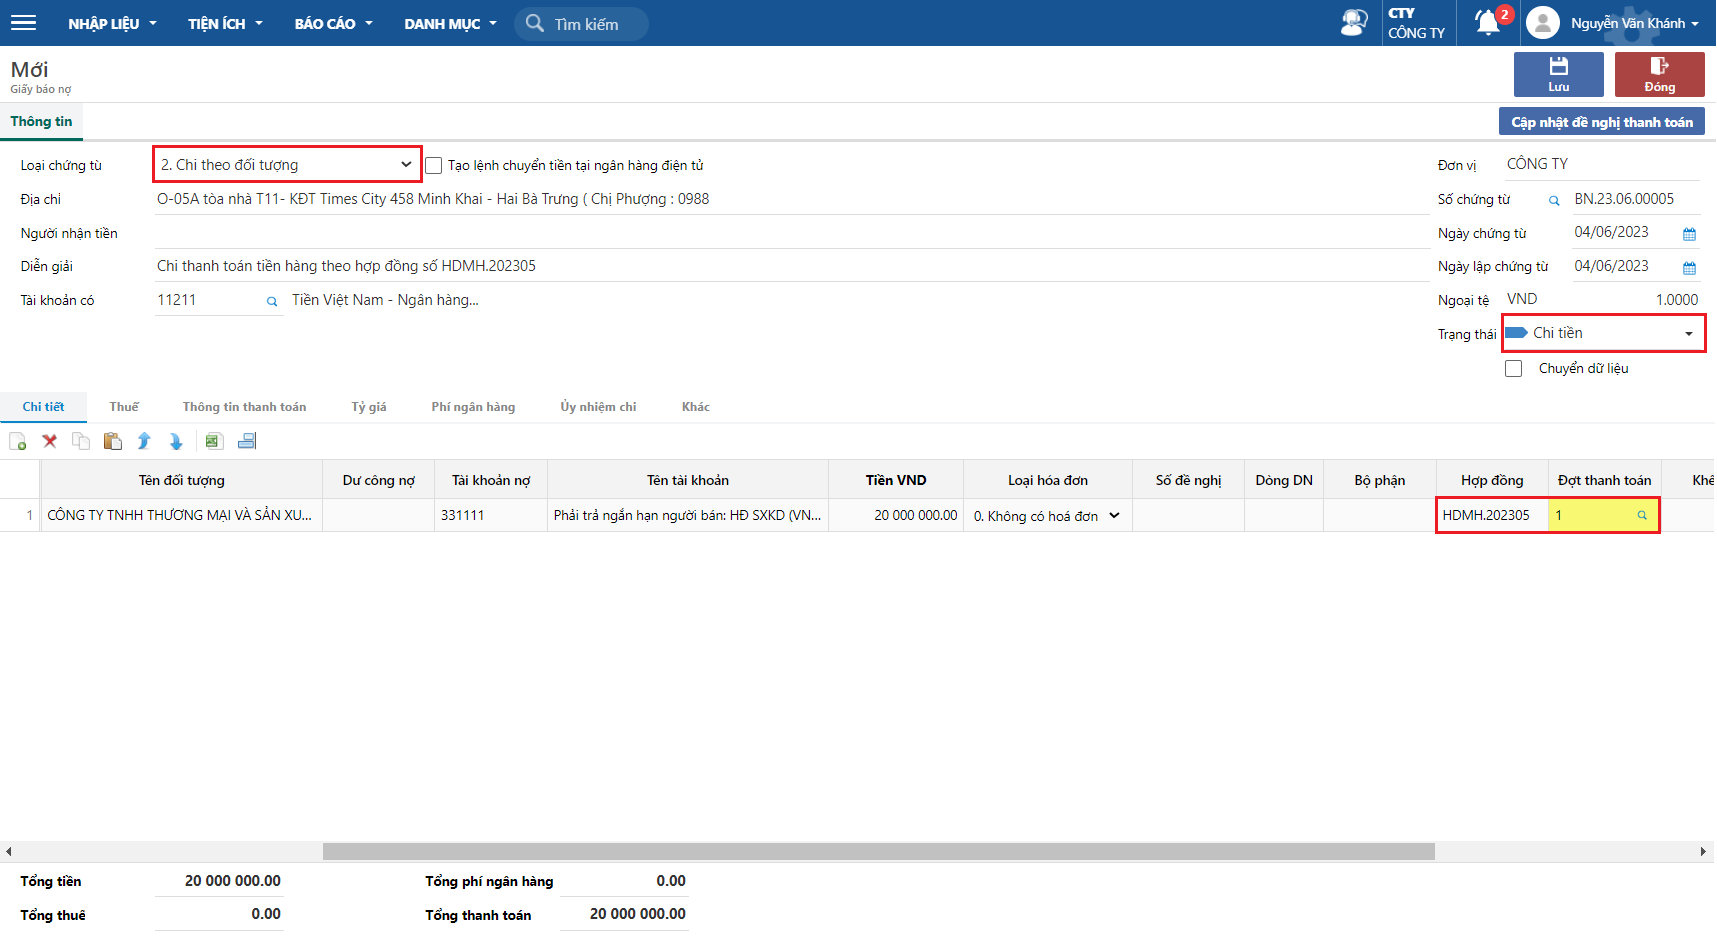 NHẬP LIỆU TIỆN ÍCH BÁO CÁO DANH MỤC Tìm kiếm CTY CÔNG TY 2 Nguyễn Văn Khánh
Mới
Giấy báo nợ
Lưu Đóng
Thông tin Cập nhật đề nghị thanh toán
Loại chứng từ 2. Chi theo đối tượng Tạo lệnh chuyển tiền tại ngân hàng điện tử Đơn vị CÔNG TY
Địa chỉ O-05A tòa nhà T11- KĐT Times City 458 Minh Khai - Hai Bà Trưng ( Chị Phượng : 0988 Số chứng từ BN.23.06.00005
Người nhận tiền Ngày chứng từ 04/06/2023
Diễn giải Chi thanh toán tiền hàng theo hợp đồng số HDMH.202305 Ngày lập chứng từ 04/06/2023
Tài khoản có 11211 Tiền Việt Nam - Ngân hàng... Ngoại tệ VND 1.0000
Trạng thái Chi tiền
Chuyển dữ liệu
Chi tiết Thuế Thông tin thanh toán Tỷ giá Phí ngân hàng Ủy nhiệm chi Khác
Tên đối tượng Dư công nợ Tài khoản nợ Tên tài khoản Tiền VND Loại hóa đơn Số đề nghị Dòng DN Bộ phận Hợp đồng Đợt thanh toán Khế
1 CÔNG TY TNHH THƯƠNG MẠI VÀ SẢN XU... 331111 Phải trả ngắn hạn người bán: HĐ SXKD (VN... 20 000 000.00 0. Không có hoá đơn HDMH.202305 1
Tổng tiền 20 000 000.00 Tổng phí ngân hàng 0.00
Tổng thuế 0.00 Tổng thanh toán 20 000 000.00